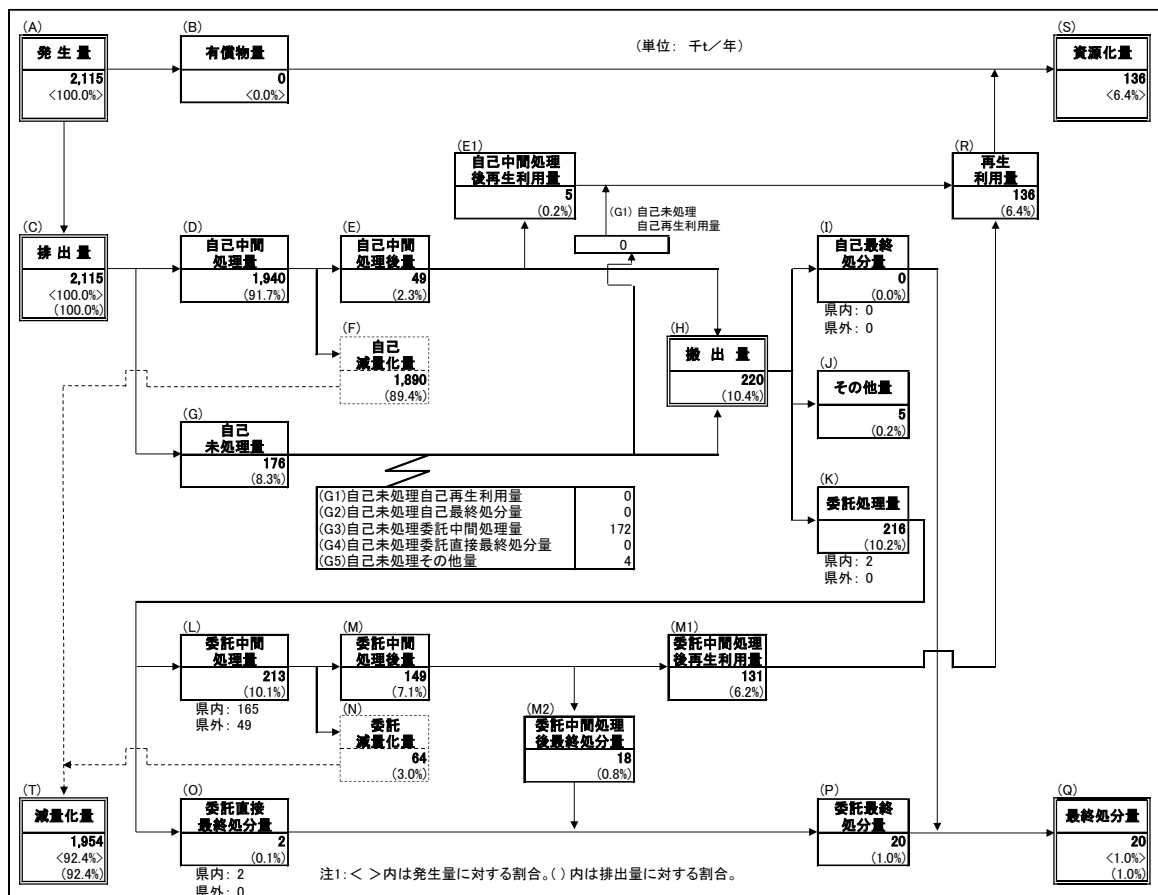 (A)
発 生 量
2,115
<100.0%>
(B)
有償物量
0
<0.0%>
(単位: 千t/年)
(S)
資源化量
136
<6.4%>
(E1)
自己中間処理
後再生利用量
5
(0.2%)
(G1) 自己未処理
自己再生利用量
0
(R)
再生
利用量
136
(6.4%)
(C)
排 出 量
2,115
<100.0%>
(100.0%)
(D)
自己中間
処理量
1,940
(91.7%)
(E)
自己中間
処理後量
49
(2.3%)
(F)
自己
減量化量
1,890
(89.4%)
(G)
自己
未処理量
176
(8.3%)
(G1)自己未処理自己再生利用量 0
(G2)自己未処理自己最終処分量 0
(G3)自己未処理委託中間処理量 172
(G4)自己未処理委託直接最終処分量 0
(G5)自己未処理その他量 4
(H)
搬 出 量
220
(10.4%)
(I)
自己最終
処分量
0
(0.0%)
県内: 0
県外: 0
(J)
その他量
5
(0.2%)
(K)
委託処理量
216
(10.2%)
県内: 2
県外: 0
(L)
委託中間
処理量
213
(10.1%)
県内: 165
県外: 49
(M)
委託中間
処理後量
149
(7.1%)
(N)
委託
減量化量
64
(3.0%)
(M1)
委託中間処理
後再生利用量
131
(6.2%)
(M2)
委託中間処理
後最終処分量
18
(0.8%)
(T)
減量化量
1,954
<92.4%>
(92.4%)
(O)
委託直接
最終処分量
2
(0.1%)
県内: 2
県外: 0
(P)
委託最終
処分量
20
(1.0%)
(Q)
最終処分量
20
<1.0%>
(1.0%)
注1:< >内は発生量に対する割合。( )内は排出量に対する割合。